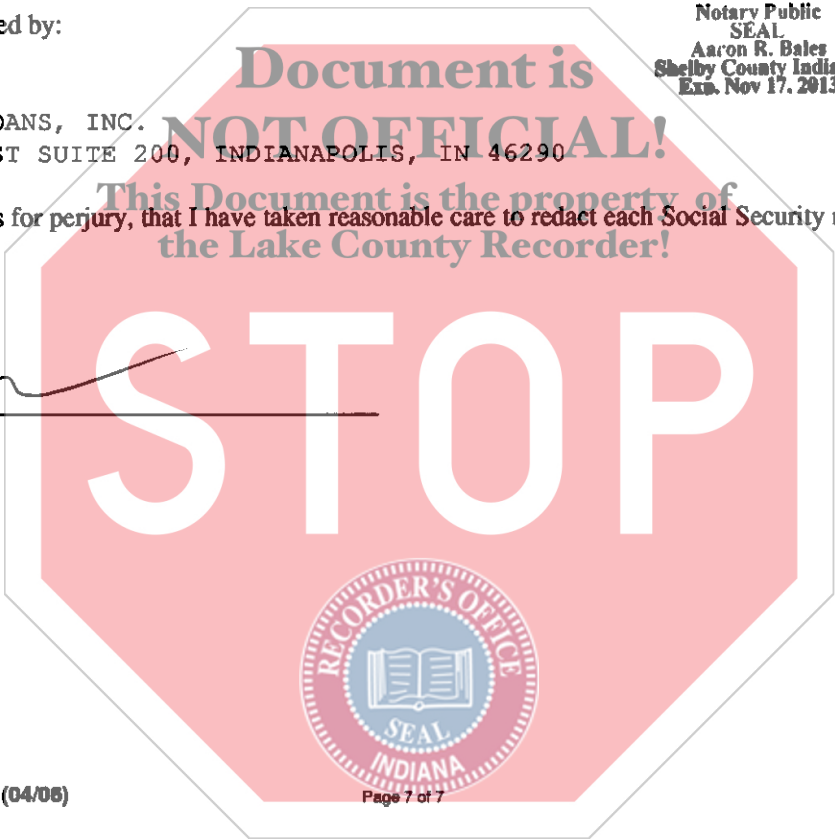 Notary Public
SEAL
Aaron R. Bales
Shelby County India
Exp. Nov 17, 2013
ed by:
Document is
OANS, INC.
NOT OFFICIAL!
ST SUITE 200, INDIANAPOLIS, IN 46290
This Document is the property of
s for perjury, that I have taken reasonable care to redact each Social Security
the Lake County Recorder!
STOP
RECORDER'S OFFICE
SEAL
INDIANA
(04/06)
Page 7 of 7